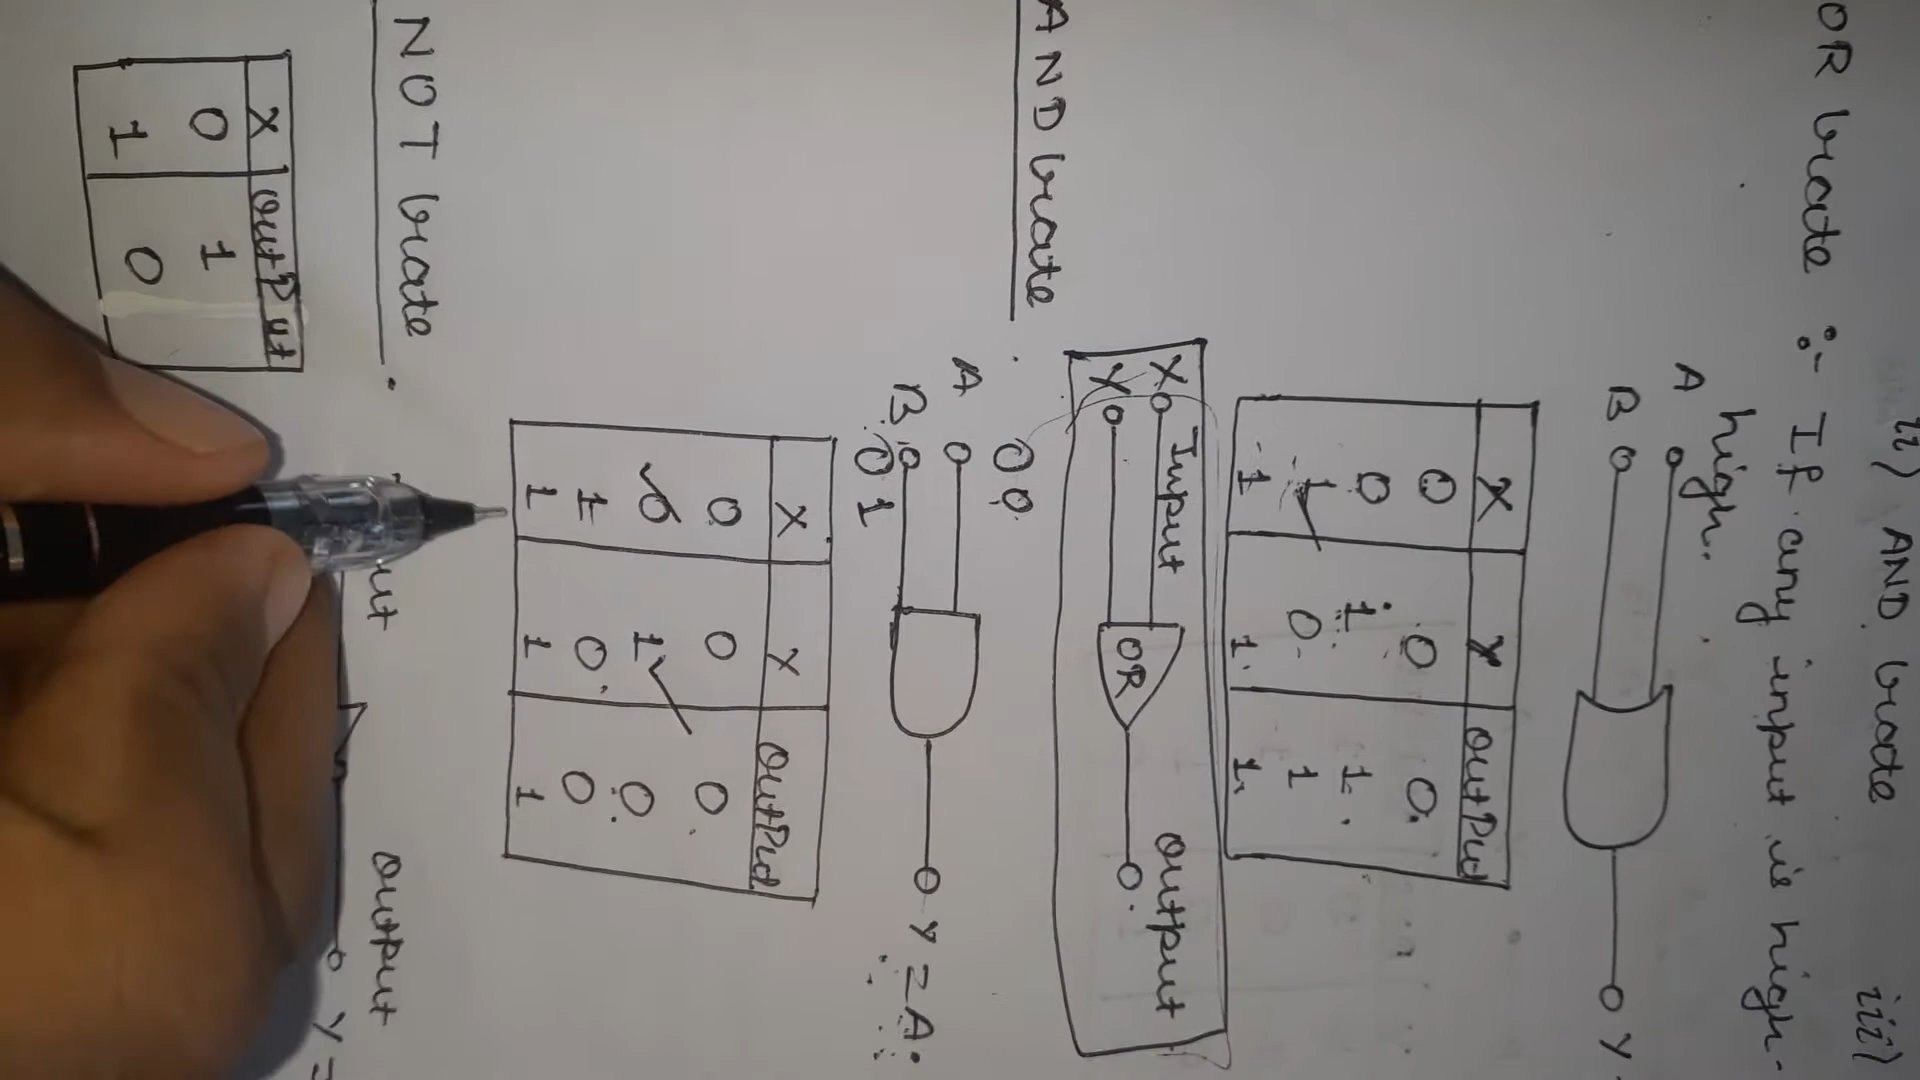 ii) AND Gate iii)
OR Gate :- If any input is high.
high.
A
B
Y
X Y output
0 0 0
0 1 1
1 0 1
1 1 1
Input output
X
Y
OR
AND Gate
0 0
A
B
0 1
Y = A.
X Y output
0 0 0
0 1 0
1 0 0
1 1 1
NOT Gate
output
Y =
X output
0 1
1 0